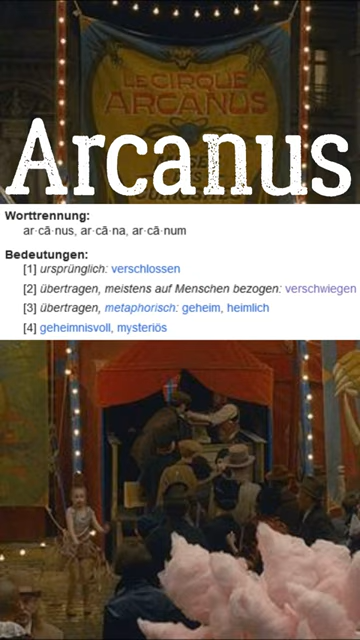 LE CIRQUE
ARCANUS
Arcanus
Worttrennung:
ar·cā·nus, ar·cā·na, ar·cā·num
Bedeutungen:
[1] ursprünglich: verschlossen
[2] übertragen, meistens auf Menschen bezogen: verschwiegen
[3] übertragen, metaphorisch: geheim, heimlich
[4] geheimnisvoll, mysteriös